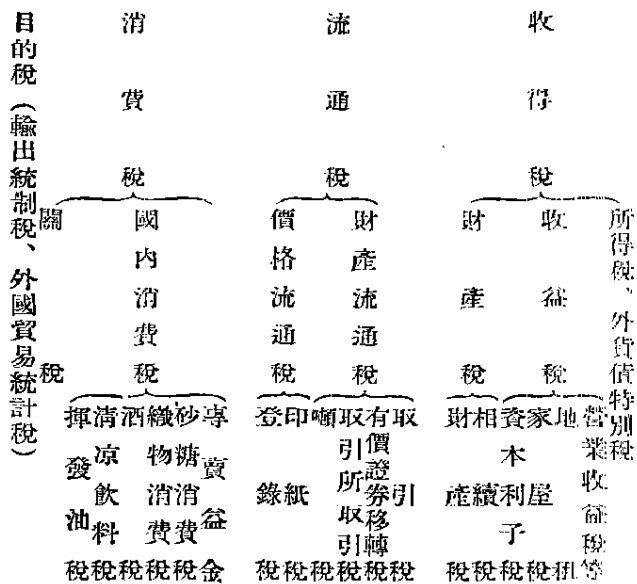 收得稅
所得稅、外貨債特別稅
收益稅
營業收益稅等
地租
家屋稅
資本利子稅
財產稅
相續稅
財產稅
流通稅
財產流通稅
取引稅
有價證券移轉稅
取引所取引稅
噸稅
價格流通稅
印紙稅
登錄稅
消費稅
國內消費稅
專賣益金
砂糖消費稅
織物消費稅
酒稅
清凉飲料稅
揮發油稅
關稅
目的稅(輸出統制稅、外國貿易統計稅)